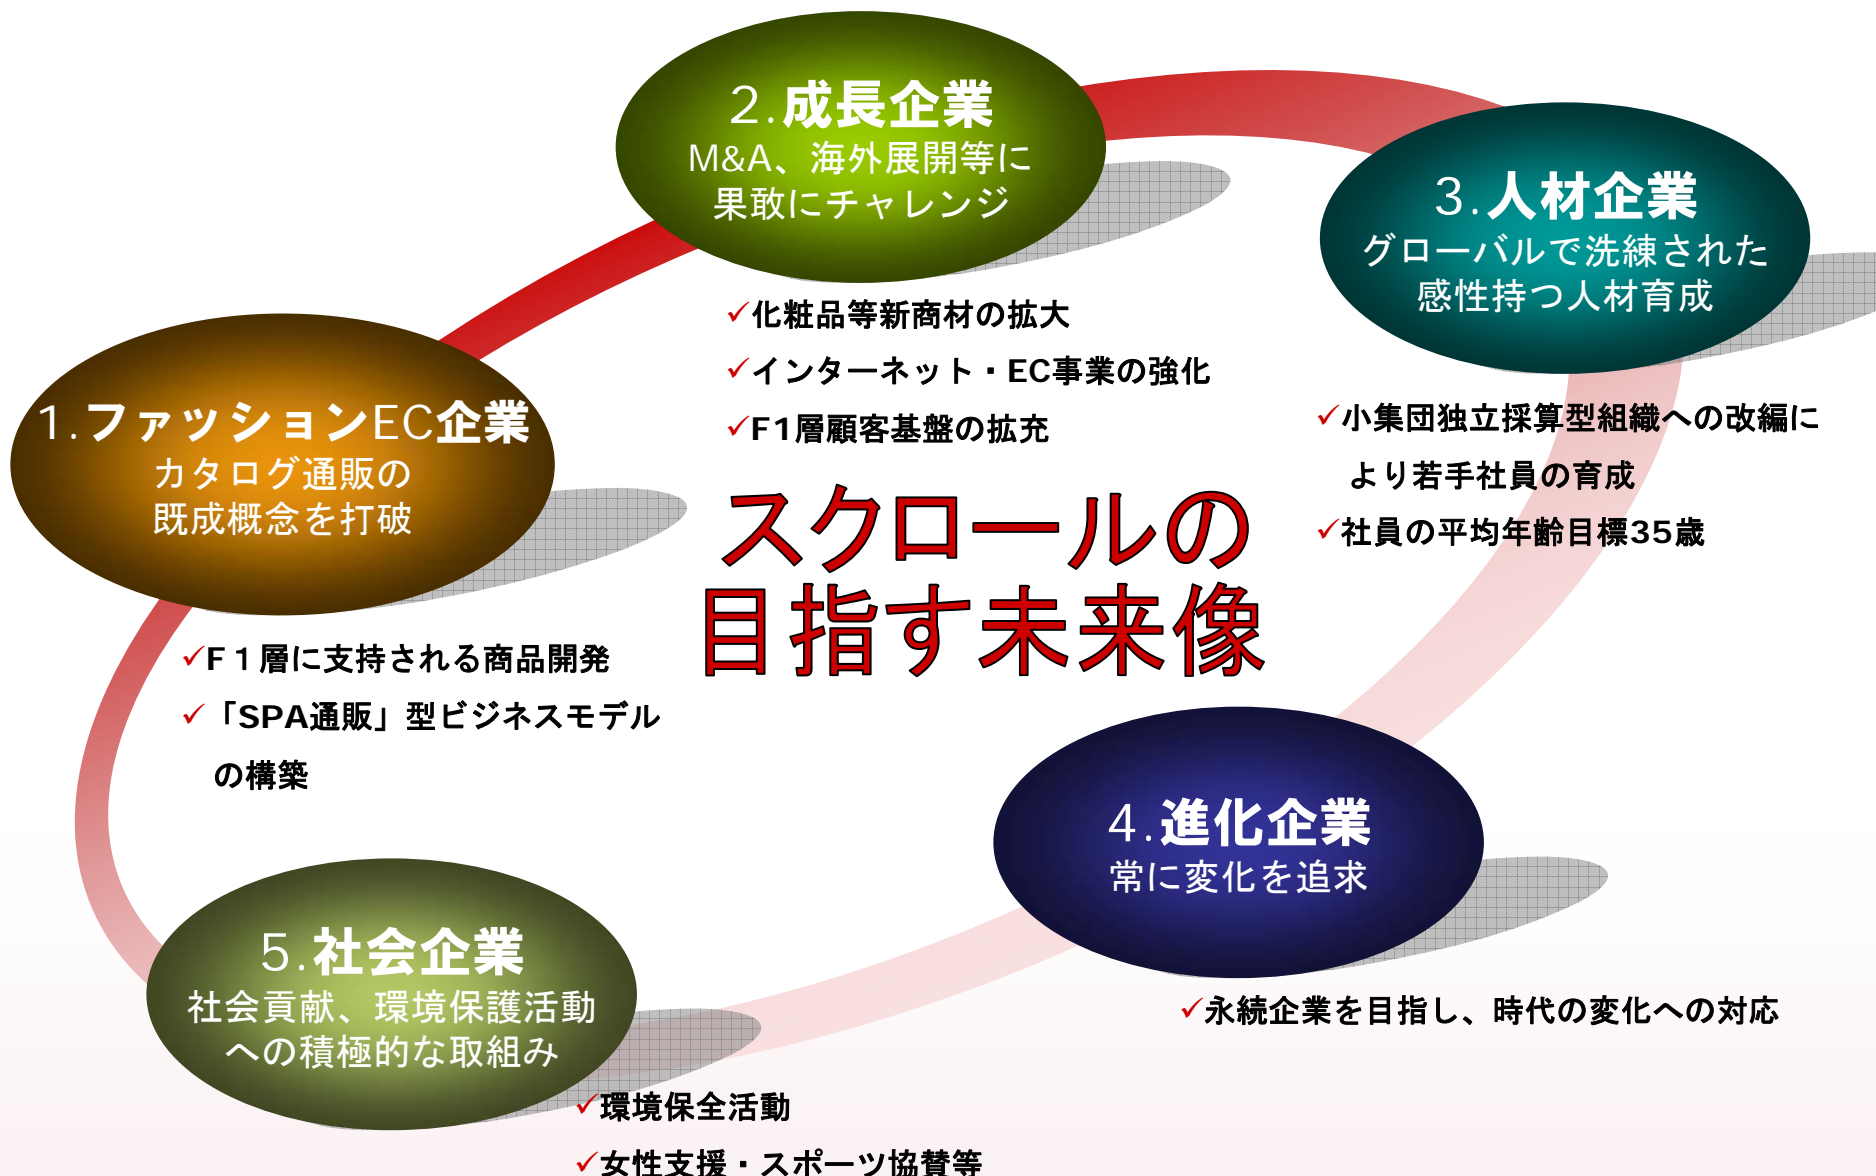 2.成長企業
M&A、海外展開等に
果敢にチャレンジ
✓化粧品等新商材の拡大
✓インターネット・EC事業の強化
✓F1層顧客基盤の拡充
3.人材企業
グローバルで洗練された
感性持つ人材育成
✓小集団独立採算型組織への改編に
より若手社員の育成
✓社員の平均年齢目標35歳
1.ファッションEC企業
カタログ通販の
既成概念を打破
✓F１層に支持される商品開発
✓「SPA通販」型ビジネスモデル
の構築
スクロールの
目指す未来像
4.進化企業
常に変化を追求
✓永続企業を目指し、時代の変化への対応
5.社会企業
社会貢献、環境保護活動
への積極的な取組み
✓環境保全活動
✓女性支援・スポーツ協賛等